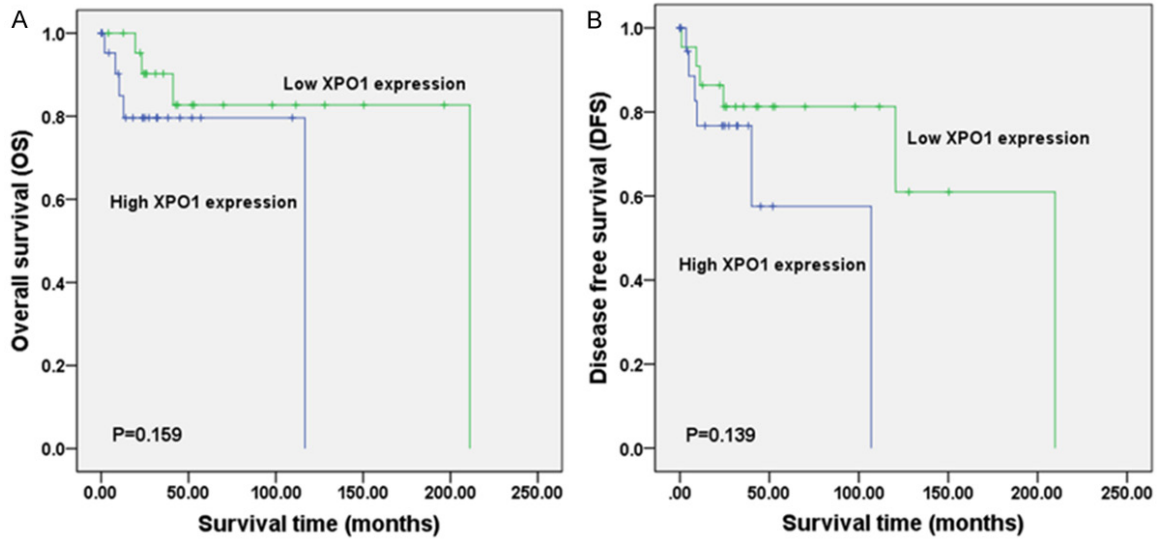 A
Overall survival (OS)
1.0
0.8
0.6
0.4
0.2
0.0
Low XPO1 expression
High XPO1 expression
P=0.159
0.00 50.00 100.00 150.00 200.00 250.00
Survival time (months)
B
Disease free survival (DFS)
1.0
0.8
0.6
0.4
0.2
0.0
Low XPO1 expression
High XPO1 expression
P=0.139
.00 50.00 100.00 150.00 200.00 250.00
Survival time (months)